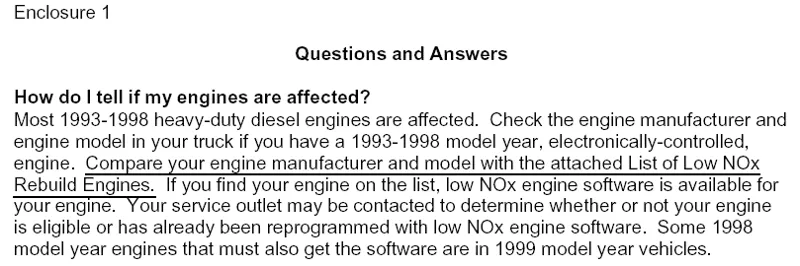 Enclosure 1
Questions and Answers
How do I tell if my engines are affected?
Most 1993-1998 heavy-duty diesel engines are affected.  Check the engine manufacturer and
engine model in your truck if you have a 1993-1998 model year, electronically-controlled,
engine.  Compare your engine manufacturer and model with the attached List of Low NOx
Rebuild Engines.  If you find your engine on the list, low NOx engine software is available for
your engine.  Your service outlet may be contacted to determine whether or not your engine
is eligible or has already been reprogrammed with low NOx engine software.  Some 1998
model year engines that must also get the software are in 1999 model year vehicles.